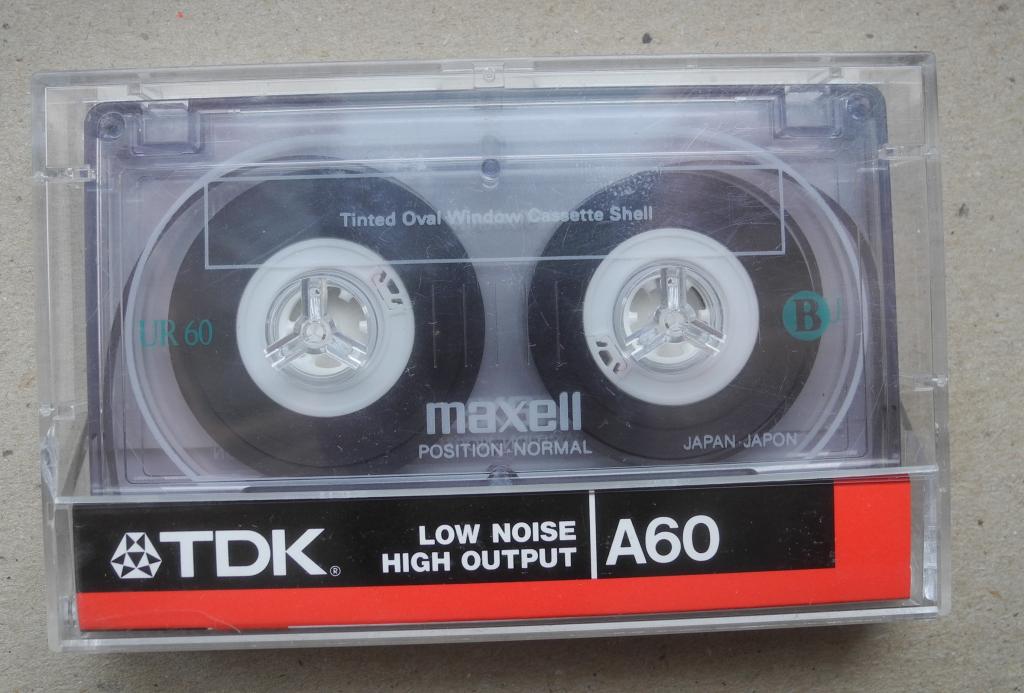 Tinted Oval Window Cassette Shell
UR 60
B
maxell
POSITION·NORMAL
JAPAN·JAPON
TDK®
LOW NOISE
HIGH OUTPUT
A60